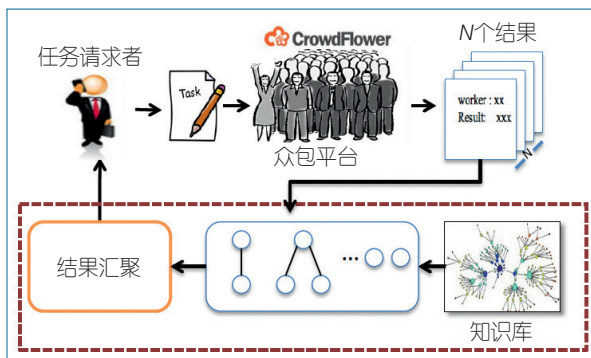 任务请求者
CrowdFlower
N个结果
Task
worker : xx
Result: xxx
众包平台
N
结果汇聚
...
知识库